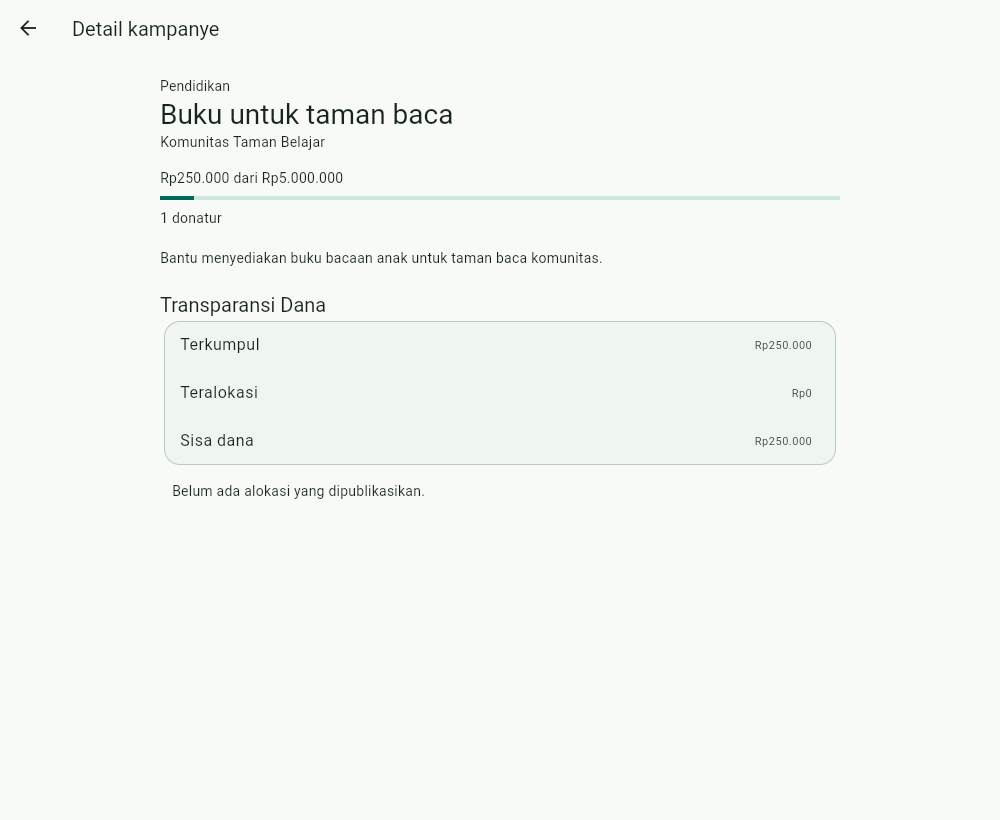 Detail kampanye
Pendidikan
Buku untuk taman baca
Komunitas Taman Belajar
Rp250.000 dari Rp5.000.000
1 donatur
Bantu menyediakan buku bacaan anak untuk taman baca komunitas.
Transparansi Dana
Terkumpul Rp250.000
Teralokasi Rp0
Sisa dana Rp250.000
Belum ada alokasi yang dipublikasikan.